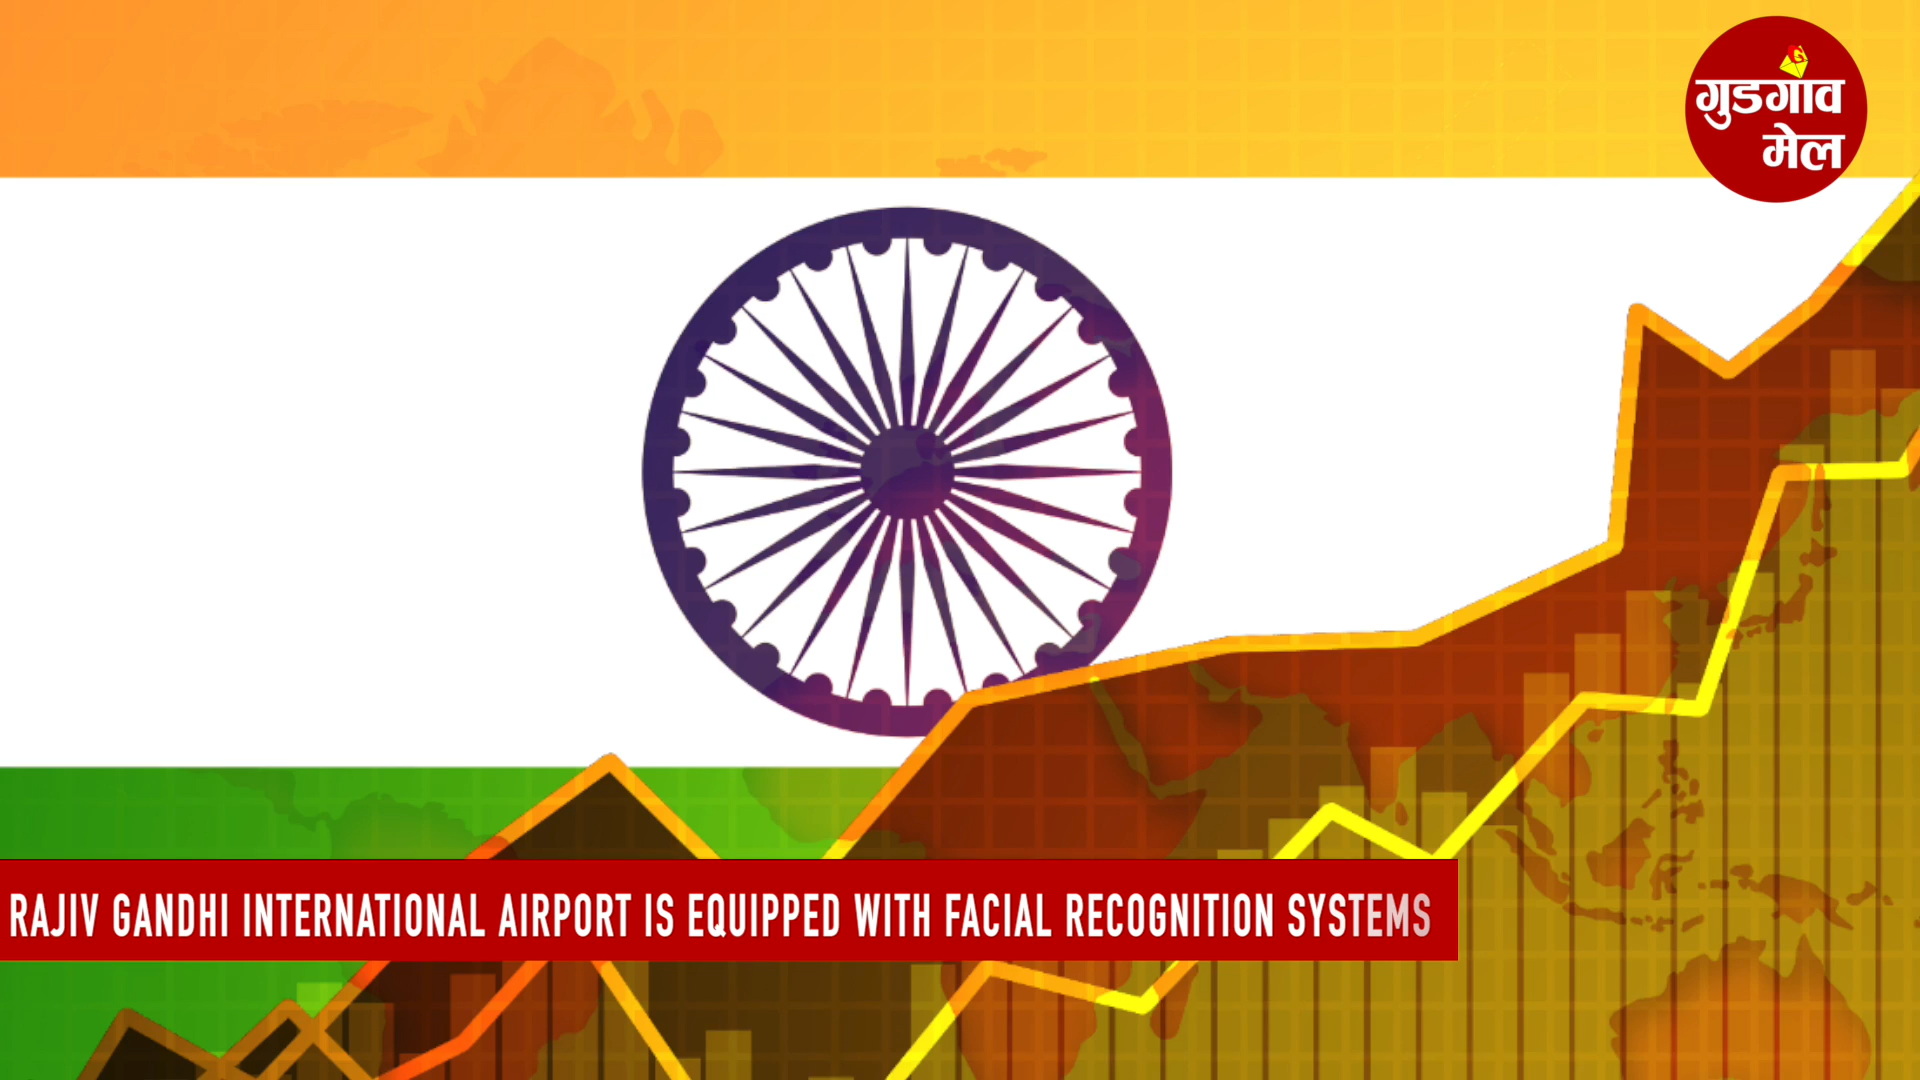 गुडगांव
मेल
RAJIV GANDHI INTERNATIONAL AIRPORT IS EQUIPPED WITH FACIAL RECOGNITION SYSTEMS